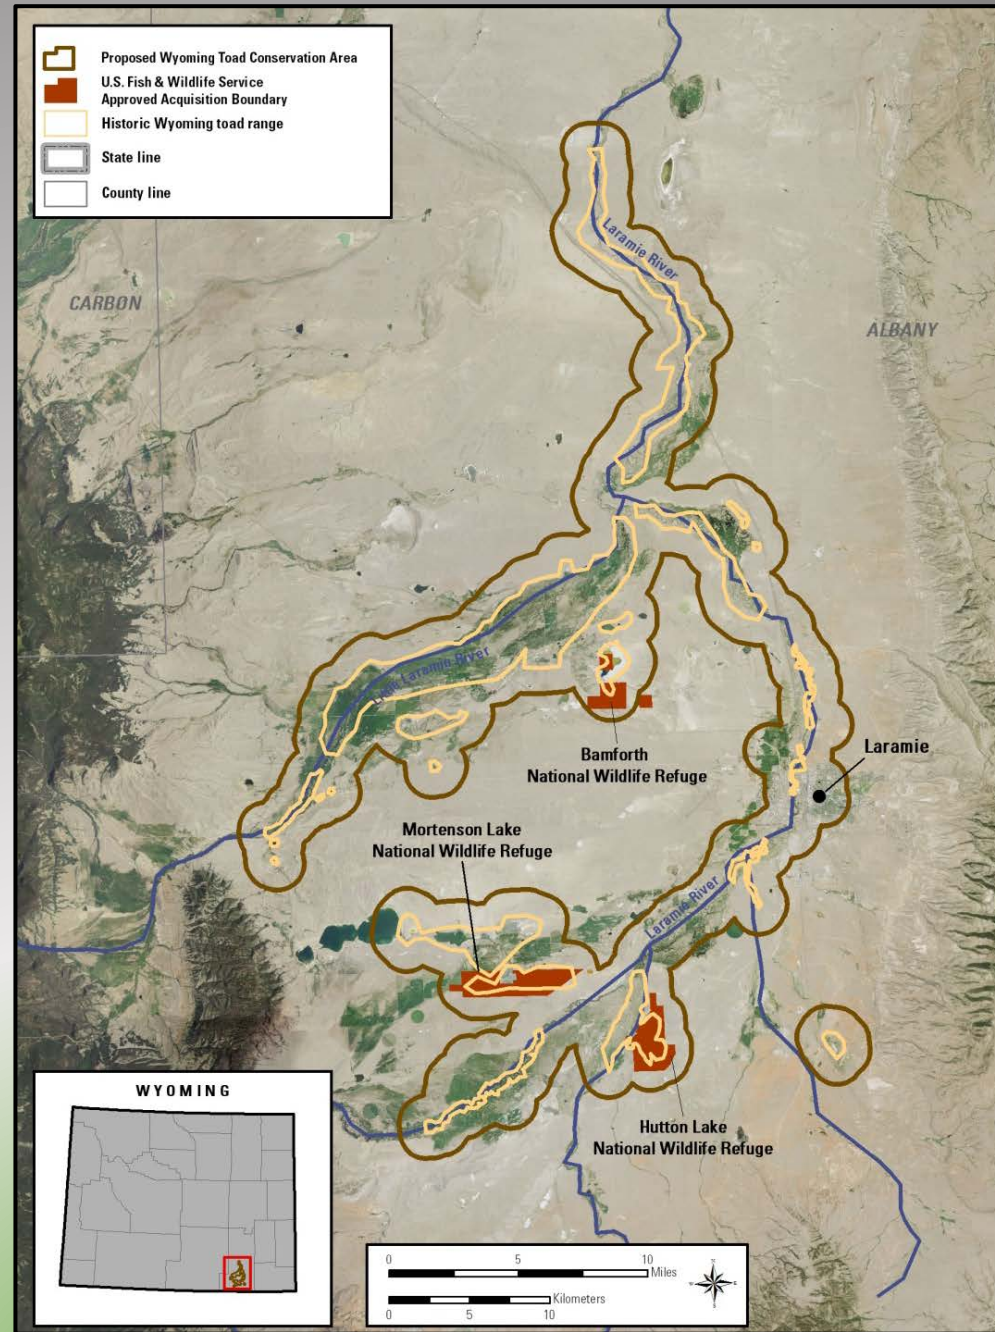 Proposed Wyoming Toad Conservation Area
U.S. Fish & Wildlife Service
Approved Acquisition Boundary
Historic Wyoming toad range
State line
County line
Laramie River
CARBON
ALBANY
Little Laramie River
Bamforth
National Wildlife Refuge
Laramie
Mortenson Lake
National Wildlife Refuge
Laramie River
Hutton Lake
National Wildlife Refuge
WYOMING
0 5 10
Miles
Kilometers
0 5 10